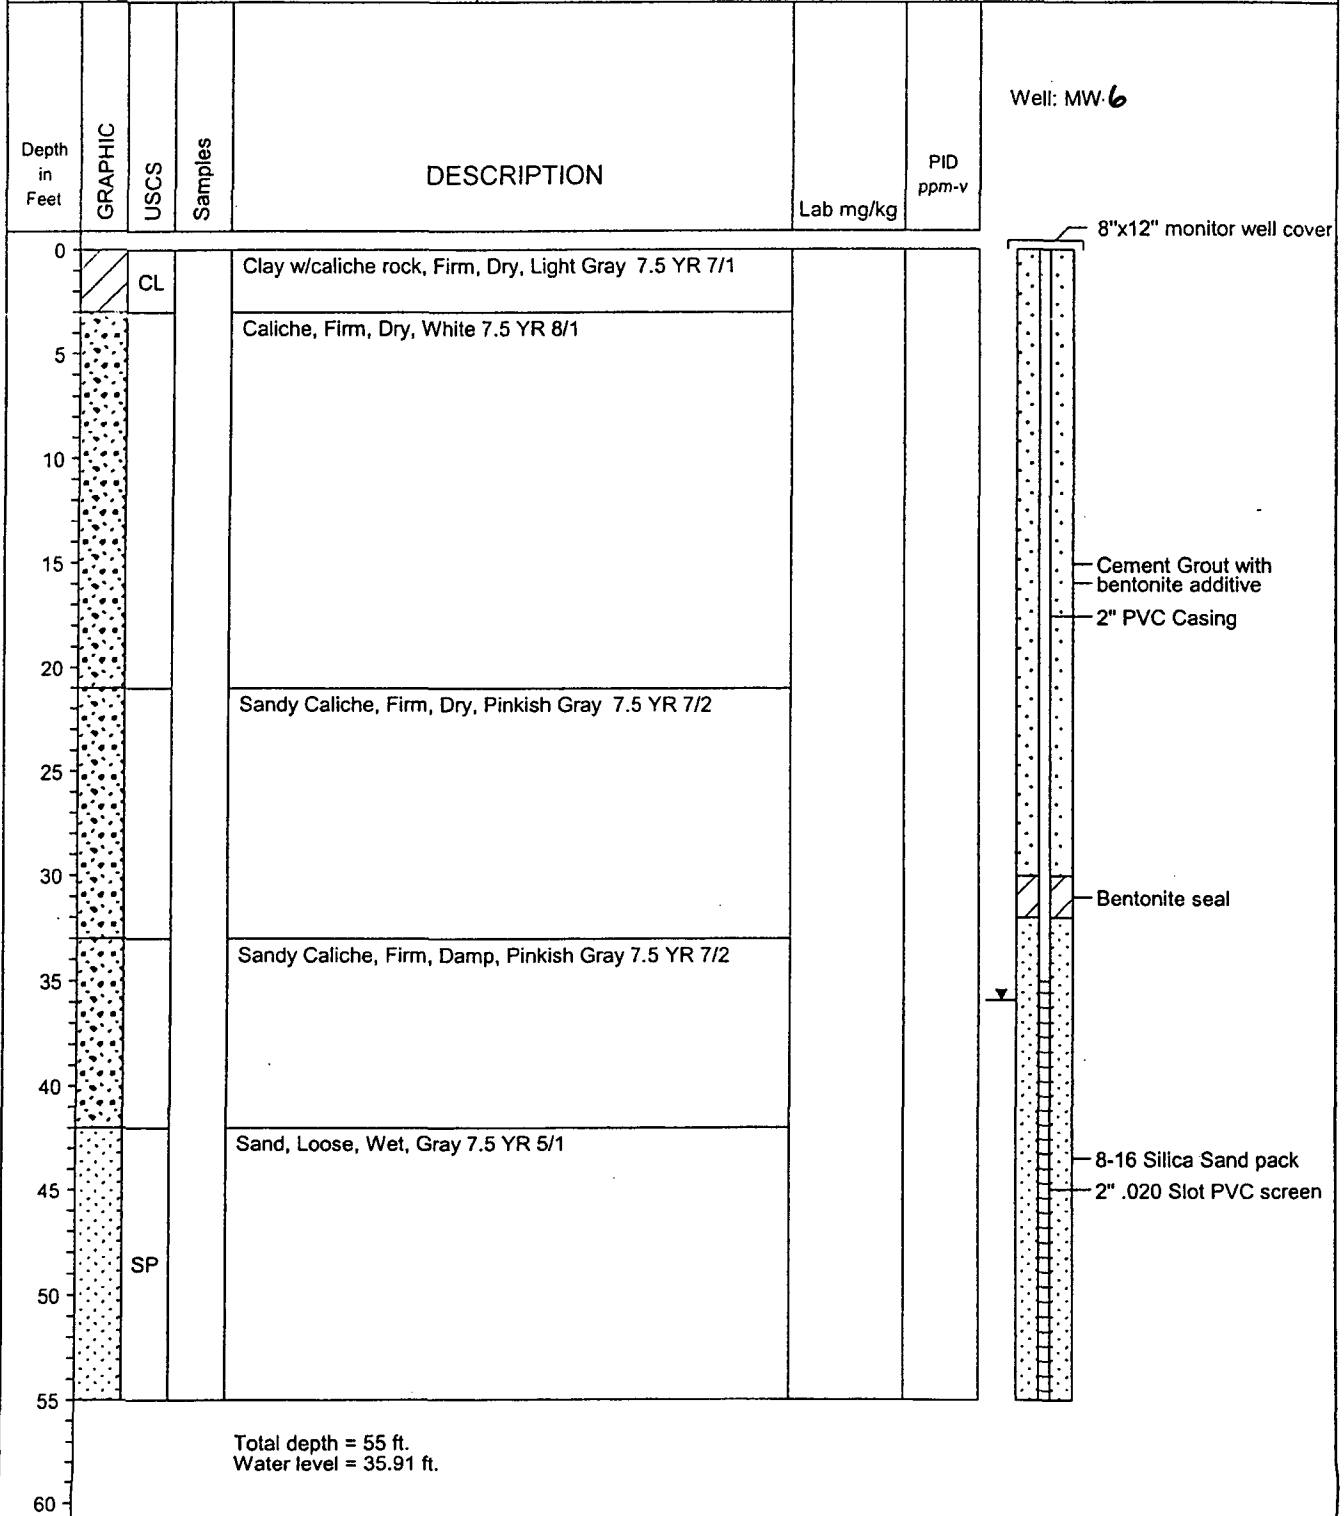 Well: MW-6
Depth
in
Feet
GRAPHIC
USCS
Samples
DESCRIPTION
Lab mg/kg
PID
ppm-v
8"x12" monitor well cover
0
CL
Clay w/caliche rock, Firm, Dry, Light Gray 7.5 YR 7/1
Caliche, Firm, Dry, White 7.5 YR 8/1
5
10
15
Cement Grout with
bentonite additive
2" PVC Casing
20
Sandy Caliche, Firm, Dry, Pinkish Gray 7.5 YR 7/2
25
30
Bentonite seal
Sandy Caliche, Firm, Damp, Pinkish Gray 7.5 YR 7/2
35
40
Sand, Loose, Wet, Gray 7.5 YR 5/1
8-16 Silica Sand pack
45
2" .020 Slot PVC screen
SP
50
55
Total depth = 55 ft.
Water level = 35.91 ft.
60